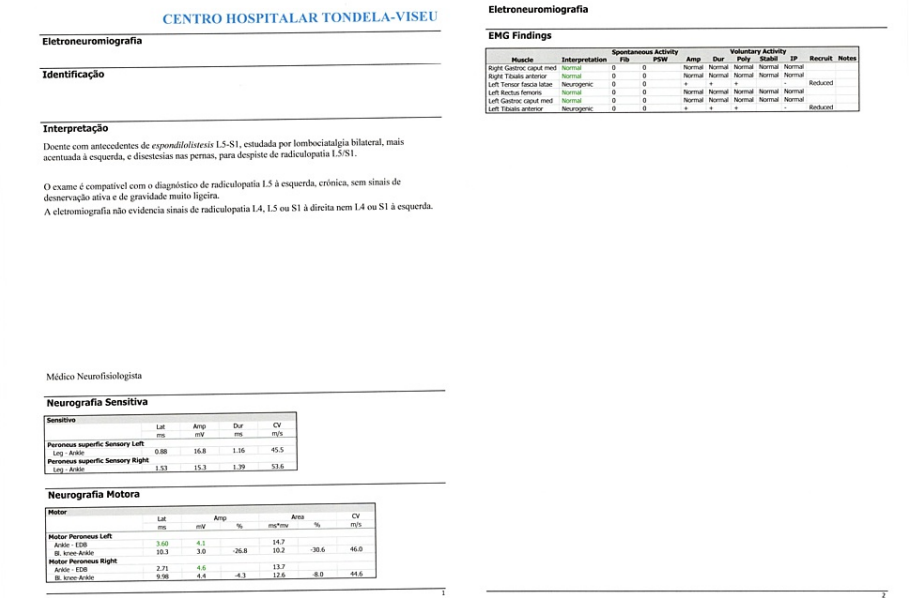 CENTRO HOSPITALAR TONDELA-VISEU
Eletroneuromiografia
Identificação
Interpretação
Doente com antecedentes de espondilolistesis L5-S1, estudada por lombociatalgia bilateral, mais
acentuada à esquerda, e disestesias nas pernas, para despiste de radiculopatia L5/S1.
O exame é compatível com o diagnóstico de radiculopatia L5 à esquerda, crónica, sem sinais de
desnervação ativa e de gravidade muito ligeira.
A eletromiografia não evidencia sinais de radiculopatia L4, L5 ou S1 à direita nem L4 ou S1 à esquerda.
Médico Neurofisiologista
Neurografia Sensitiva
Sensitivo
Lat Amp Dur CV
ms mV ms m/s
Peroneus superfic Sensory Left
Leg - Ankle 0.88 16.8 1.16 45.5
Peroneus superfic Sensory Right
Leg - Ankle 1.53 15.3 1.39 53.6
Neurografia Motora
Motor
Lat Amp Area CV
ms mV % ms*mv % m/s
Motor Peroneus Left
Ankle - EDB 3.60 4.1 14.7
Bl. knee-Ankle 10.3 3.0 -26.8 10.2 -30.6 46.0
Motor Peroneus Right
Ankle - EDB 2.71 4.6 13.7
Bl. knee-Ankle 9.98 4.4 -4.3 12.6 -8.0 44.6
1
Eletroneuromiografia
EMG Findings
Spontaneous Activity Voluntary Activity
Muscle Interpretation Fib PSW Amp Dur Poly Stabil IP Recruit Notes
Right Gastroc caput med Normal 0 0 Normal Normal Normal Normal Normal
Right Tibialis anterior Normal 0 0 Normal Normal Normal Normal Normal
Left Tensor fascia latae Neurogenic 0 0 + + + - Reduced
Left Rectus femoris Normal 0 0 Normal Normal Normal Normal Normal
Left Gastroc caput med Normal 0 0 Normal Normal Normal Normal Normal
Left Tibialis anterior Neurogenic 0 0 + + + - Reduced
2